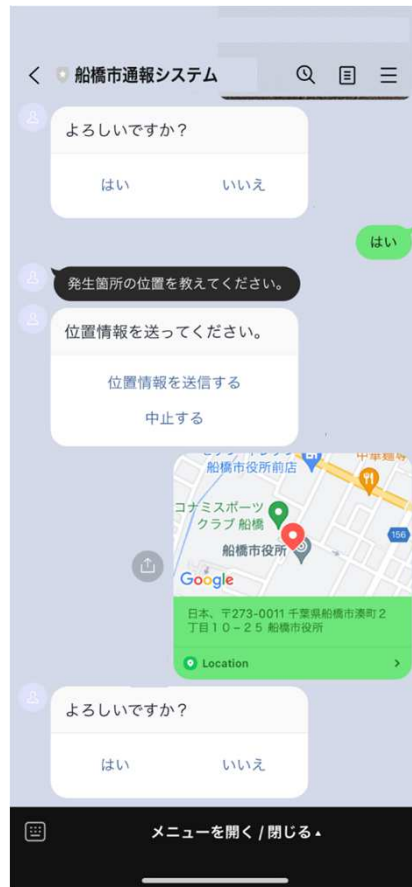 船橋市通報システム
よろしいですか？
はい
いいえ
はい
発生箇所の位置を教えてください。
位置情報を送ってください。
位置情報を送信する
中止する
船橋市役所前店
中華麺専
コナミスポーツ
クラブ 船橋
船橋市役所
156
Google
日本、〒273-0011 千葉県船橋市湊町２
丁目１０−２５ 船橋市役所
Location
よろしいですか？
はい
いいえ
メニューを開く / 閉じる